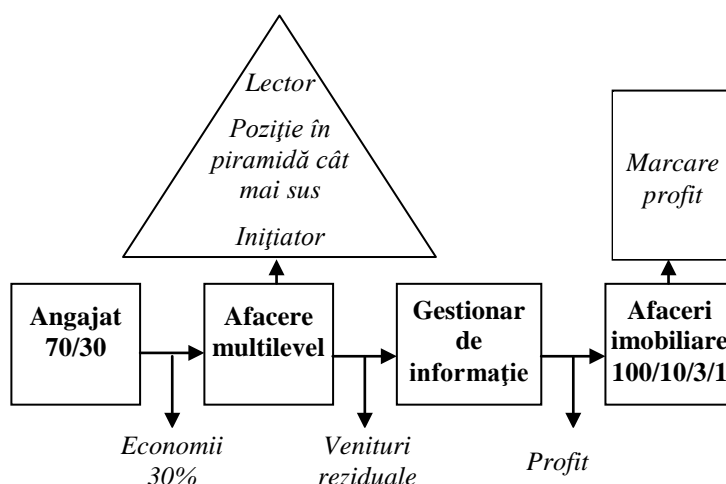 Lector
Poziţie în
piramidă cât
mai sus
Iniţiator
Marcare
profit
Angajat
70/30
Afacere
multilevel
Gestionar
de
informaţie
Afaceri
imobiliare
100/10/3/1
Economii
30%
Venituri
reziduale
Profit